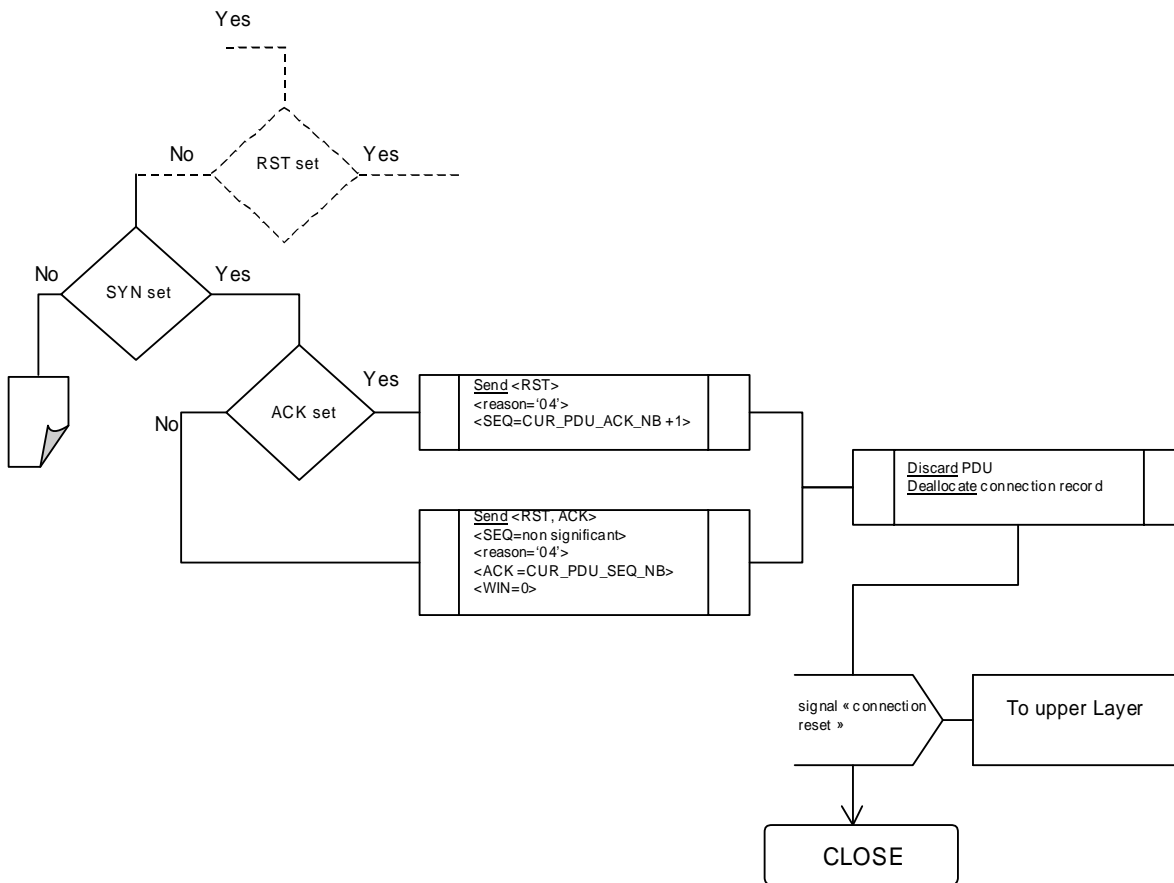 Yes
No
RST set
Yes
No
SYN set
Yes
No
ACK set
Yes
Send <RST>
<reason='04'>
<SEQ=CUR_PDU_ACK_NB +1>
Send <RST, ACK>
<SEQ=non significant>
<reason='04'>
<ACK =CUR_PDU_SEQ_NB>
<WIN=0>
Discard PDU
Deallocate connection record
signal « connection
reset »
To upper Layer
CLOSE